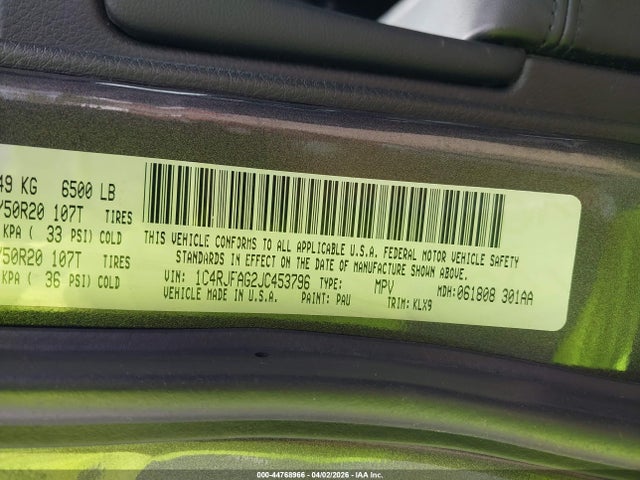 49 KG 6500 LB
50R20 107T TIRES
KPA ( 33 PSI) COLD
50R20 107T TIRES
KPA ( 36 PSI) COLD
THIS VEHICLE CONFORMS TO ALL APPLICABLE U.S.A. FEDERAL MOTOR VEHICLE SAFETY
STANDARDS IN EFFECT ON THE DATE OF MANUFACTURE SHOWN ABOVE.
VIN: 1C4RJFAG2JC453796 TYPE: MPV MDH: 061808 301AA
VEHICLE MADE IN U.S.A. PAINT: PAU TRIM: KLX9
000-44768966 - 04/02/2026 - IAA Inc.